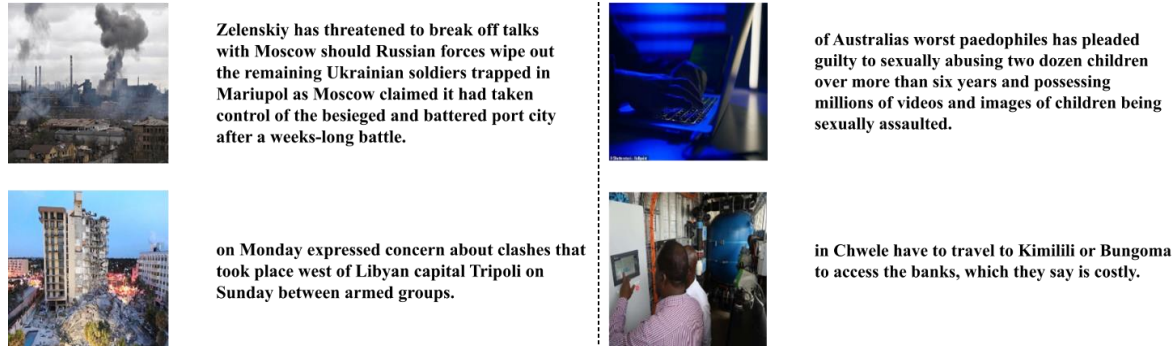 Zelenskiy has threatened to break off talks
with Moscow should Russian forces wipe out
the remaining Ukrainian soldiers trapped in
Mariupol as Moscow claimed it had taken
control of the besieged and battered port city
after a weeks-long battle.
on Monday expressed concern about clashes that
took place west of Libyan capital Tripoli on
Sunday between armed groups.
of Australias worst paedophiles has pleaded
guilty to sexually abusing two dozen children
over more than six years and possessing
millions of videos and images of children being
sexually assaulted.
in Chwele have to travel to Kimilili or Bungoma
to access the banks, which they say is costly.